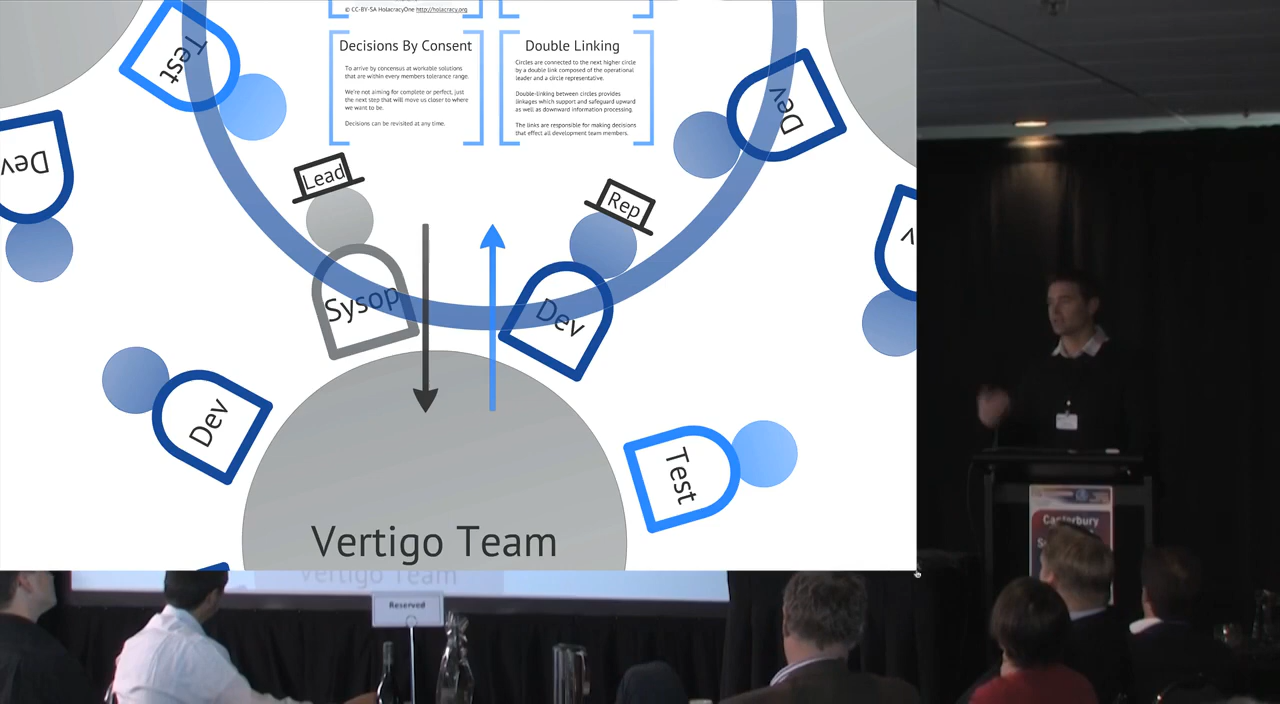 © CC-BY-SA HolacracyOne http://holacracy.org
Decisions By Consent
To arrive by concensus at workable solutions
that are within every members tolerance range.
We're not aiming for complete or perfect, just
the next step that will move us closer to where
we want to be.
Decisions can be revisited at any time.
Double Linking
Circles are connected to the next higher circle
by a double link composed of the operational
leader and a circle representative.
Double-linking between circles provides
linkages which support and safeguard upward
as well as downward information processing.
The links are responsible for making decisions
that effect all development team members.
Test
Dev
Dev
Lead
Rep
Sysop
Dev
Dev
Test
Vertigo Team
Vertigo Team
Reserved
Canterbury